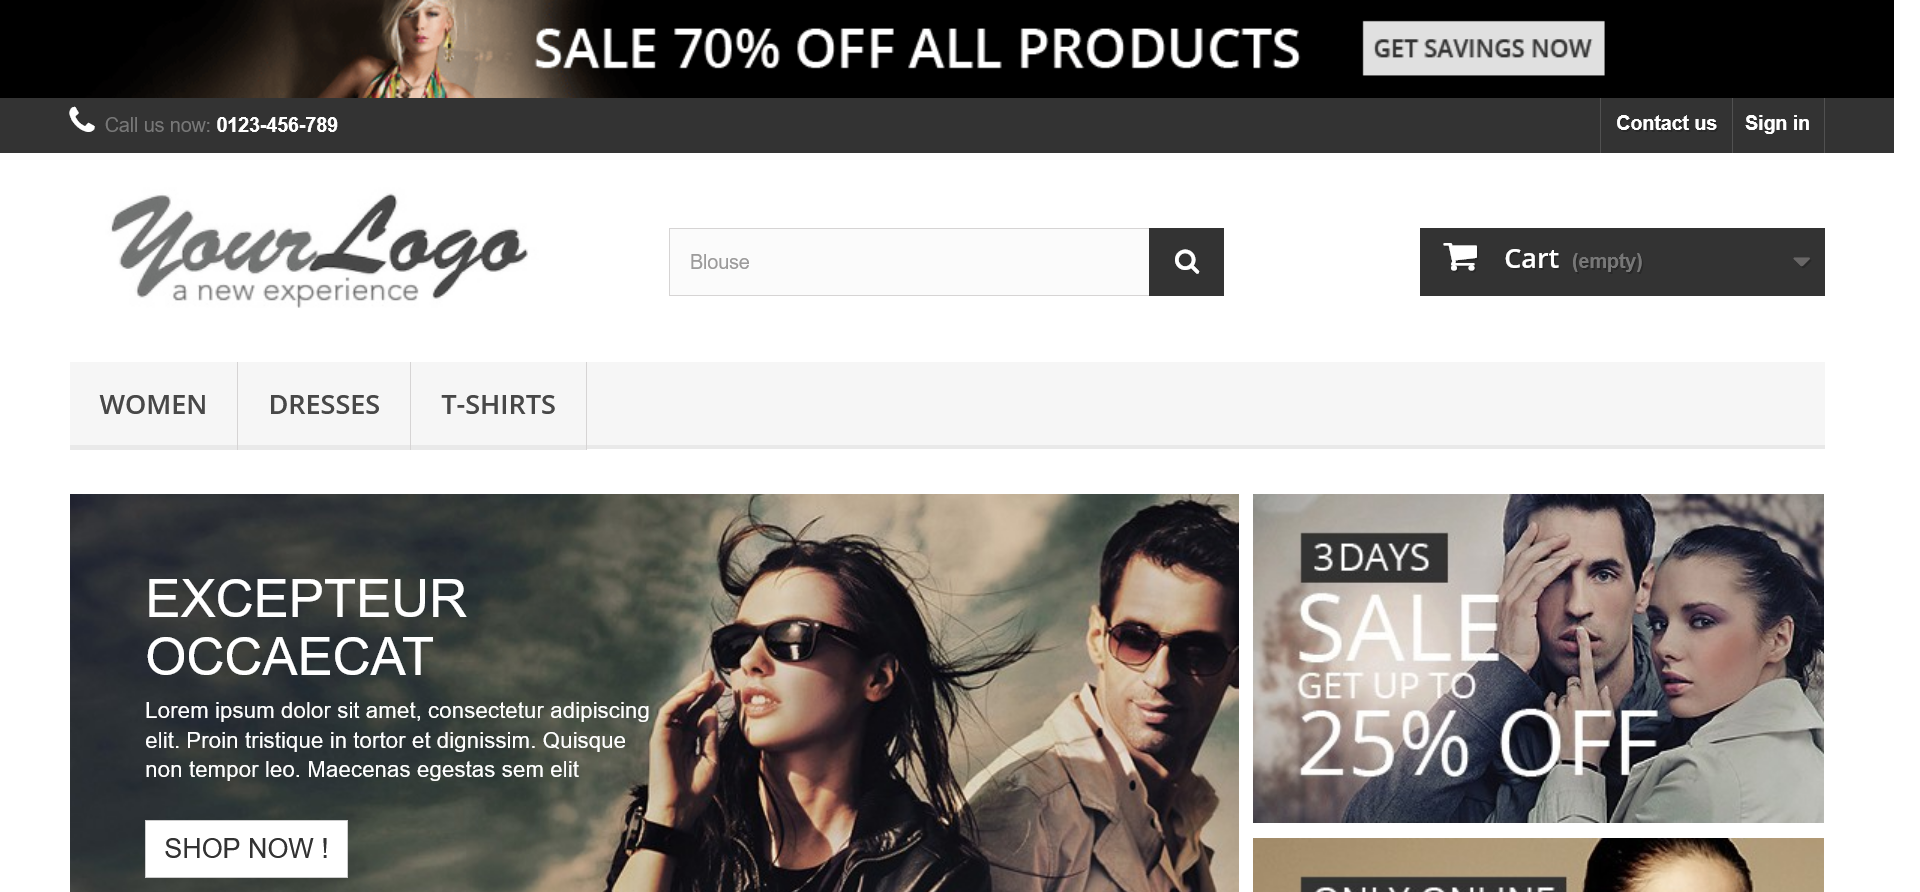 SALE 70% OFF ALL PRODUCTS
GET SAVINGS NOW
Call us now: 0123-456-789
Contact us
Sign in
YourLogo
a new experience
Blouse
Cart (empty)
WOMEN
DRESSES
T-SHIRTS
EXCEPTEUR
OCCAECAT
Lorem ipsum dolor sit amet, consectetur adipiscing
elit. Proin tristique in tortor et dignissim. Quisque
non tempor leo. Maecenas egestas sem elit
SHOP NOW !
3 DAYS
SALE
GET UP TO
25% OFF
ONLY ONLINE